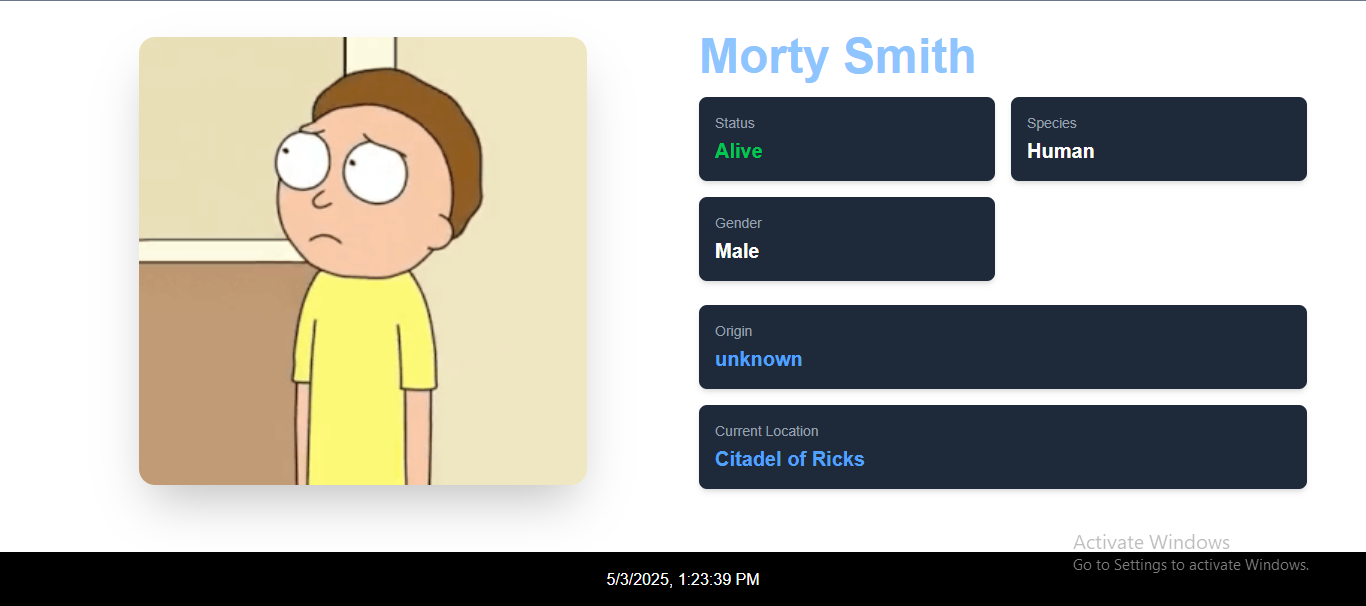 Morty Smith
Status
Alive
Species
Human
Gender
Male
Origin
unknown
Current Location
Citadel of Ricks
Activate Windows
Go to Settings to activate Windows.
5/3/2025, 1:23:39 PM